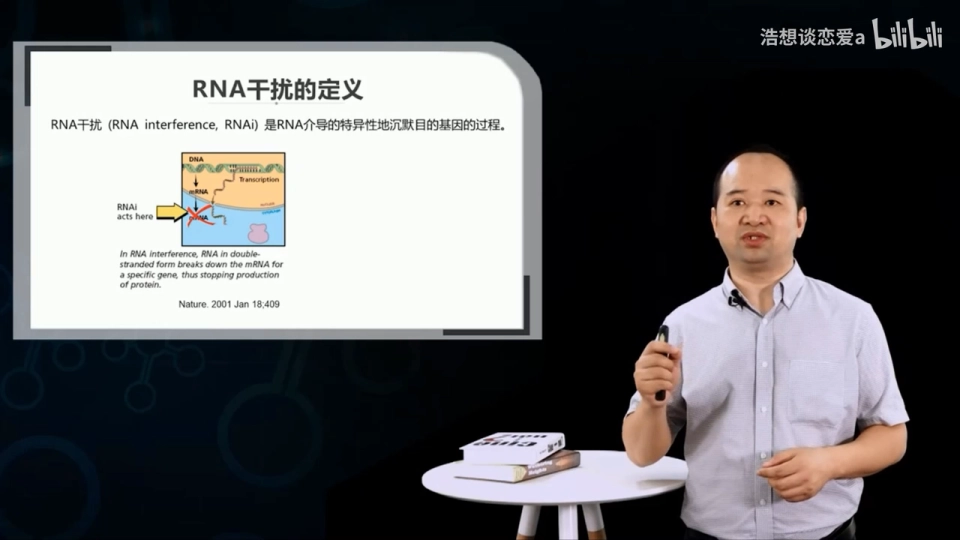 浩想谈恋爱a bilibili
RNA干扰的定义
RNA干扰 (RNA interference, RNAi) 是RNA介导的特异性地沉默目的基因的过程。
DNA
Transcription
mRNA
RNAi
acts here
In RNA interference, RNA in double-
stranded form breaks down the mRNA for
a specific gene, thus stopping production
of protein.
Nature. 2001 Jan 18;409